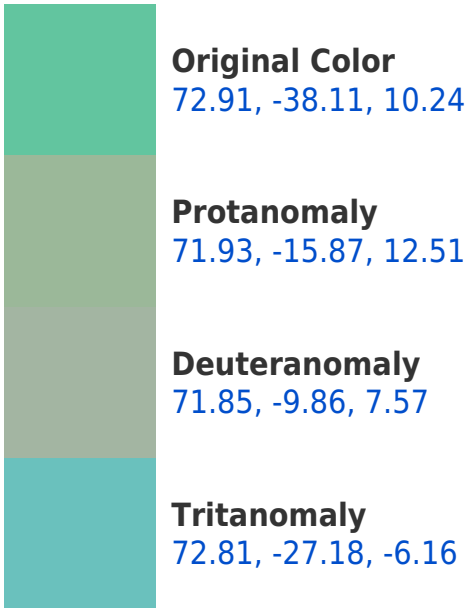 Original Color
72.91, -38.11, 10.24
Protanomaly
71.93, -15.87, 12.51
Deuteranomaly
71.85, -9.86, 7.57
Tritanomaly
72.81, -27.18, -6.16